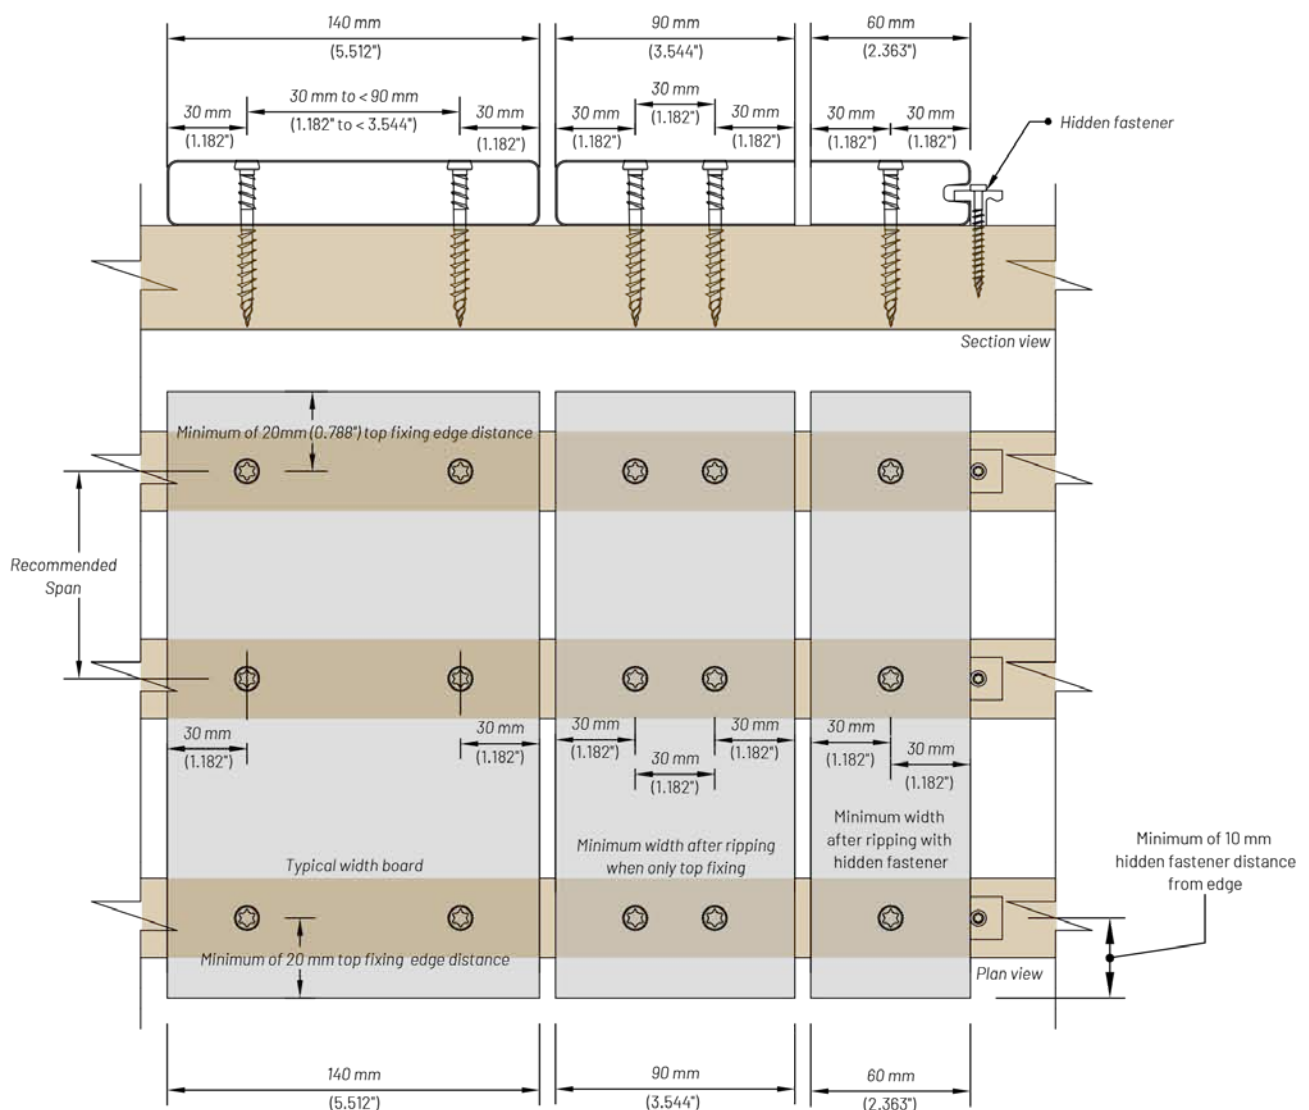 140 mm
(5.512")
90 mm
(3.544")
60 mm
(2.363")
30 mm
(1.182")
30 mm to < 90 mm
(1.182" to < 3.544")
30 mm
(1.182")
30 mm
(1.182")
30 mm
(1.182")
30 mm
(1.182")
30 mm
(1.182")
30 mm
(1.182")
Hidden fastener
Section view
Minimum of 20mm (0.788") top fixing edge distance
Recommended
Span
30 mm
(1.182")
30 mm
(1.182")
30 mm
(1.182")
30 mm
(1.182")
30 mm
(1.182")
30 mm
(1.182")
30 mm
(1.182")
Typical width board
Minimum width after ripping
when only top fixing
Minimum width
after ripping with
hidden fastener
Minimum of 10 mm
hidden fastener distance
from edge
Minimum of 20 mm top fixing edge distance
Plan view
140 mm
(5.512")
90 mm
(3.544")
60 mm
(2.363")